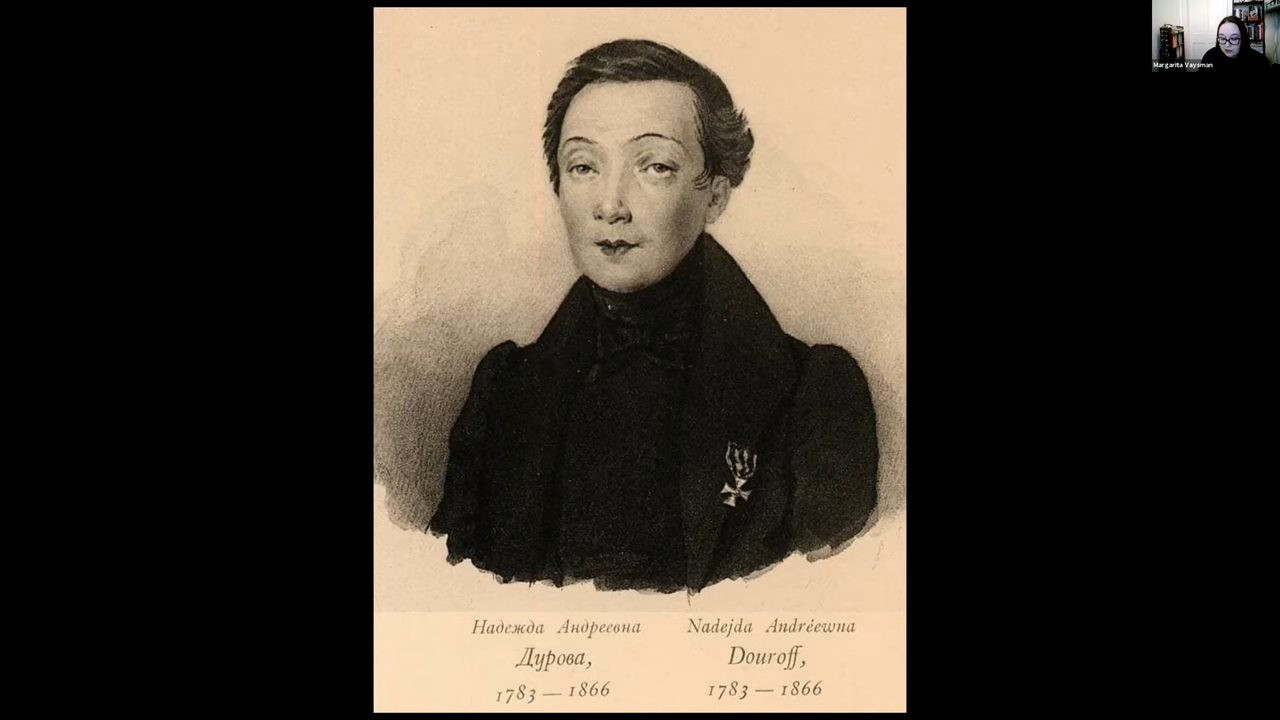 Margarita Vaysman
Надежда Андреевна
Дурова,
1783 — 1866
Nadejda Andréewna
Douroff,
1783 — 1866